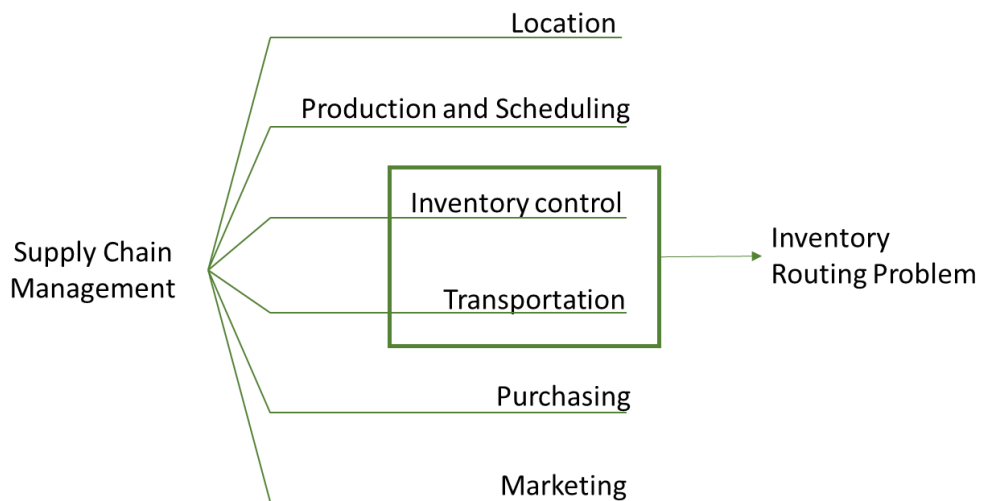 Location
Production and Scheduling
Inventory control
Supply Chain
Management
Inventory
Routing Problem
Transportation
Purchasing
Marketing